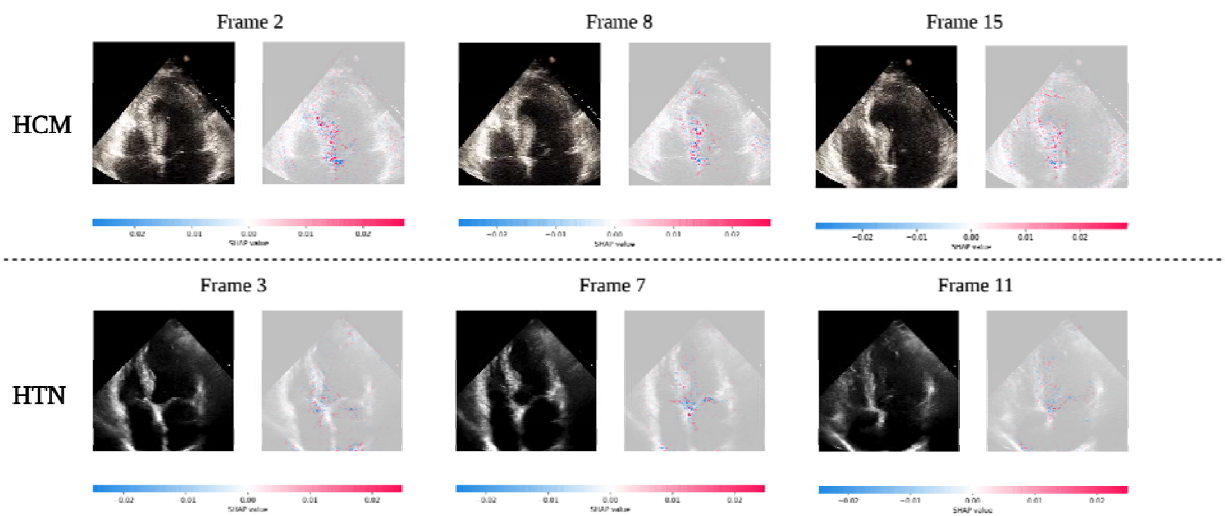 Frame 2 Frame 8 Frame 15
HCM
0.02 0.01 0.00 0.01 0.02 −0.02 −0.01 0.00 0.01 0.02 −0.02 −0.01 0.00 0.01 0.02
SHAP value SHAP value SHAP value
Frame 3 Frame 7 Frame 11
HTN
−0.02 −0.01 0.00 0.01 0.02 −0.02 −0.01 0.00 0.01 0.02 −0.02 −0.01 0.00 0.01 0.02
SHAP value SHAP value SHAP value